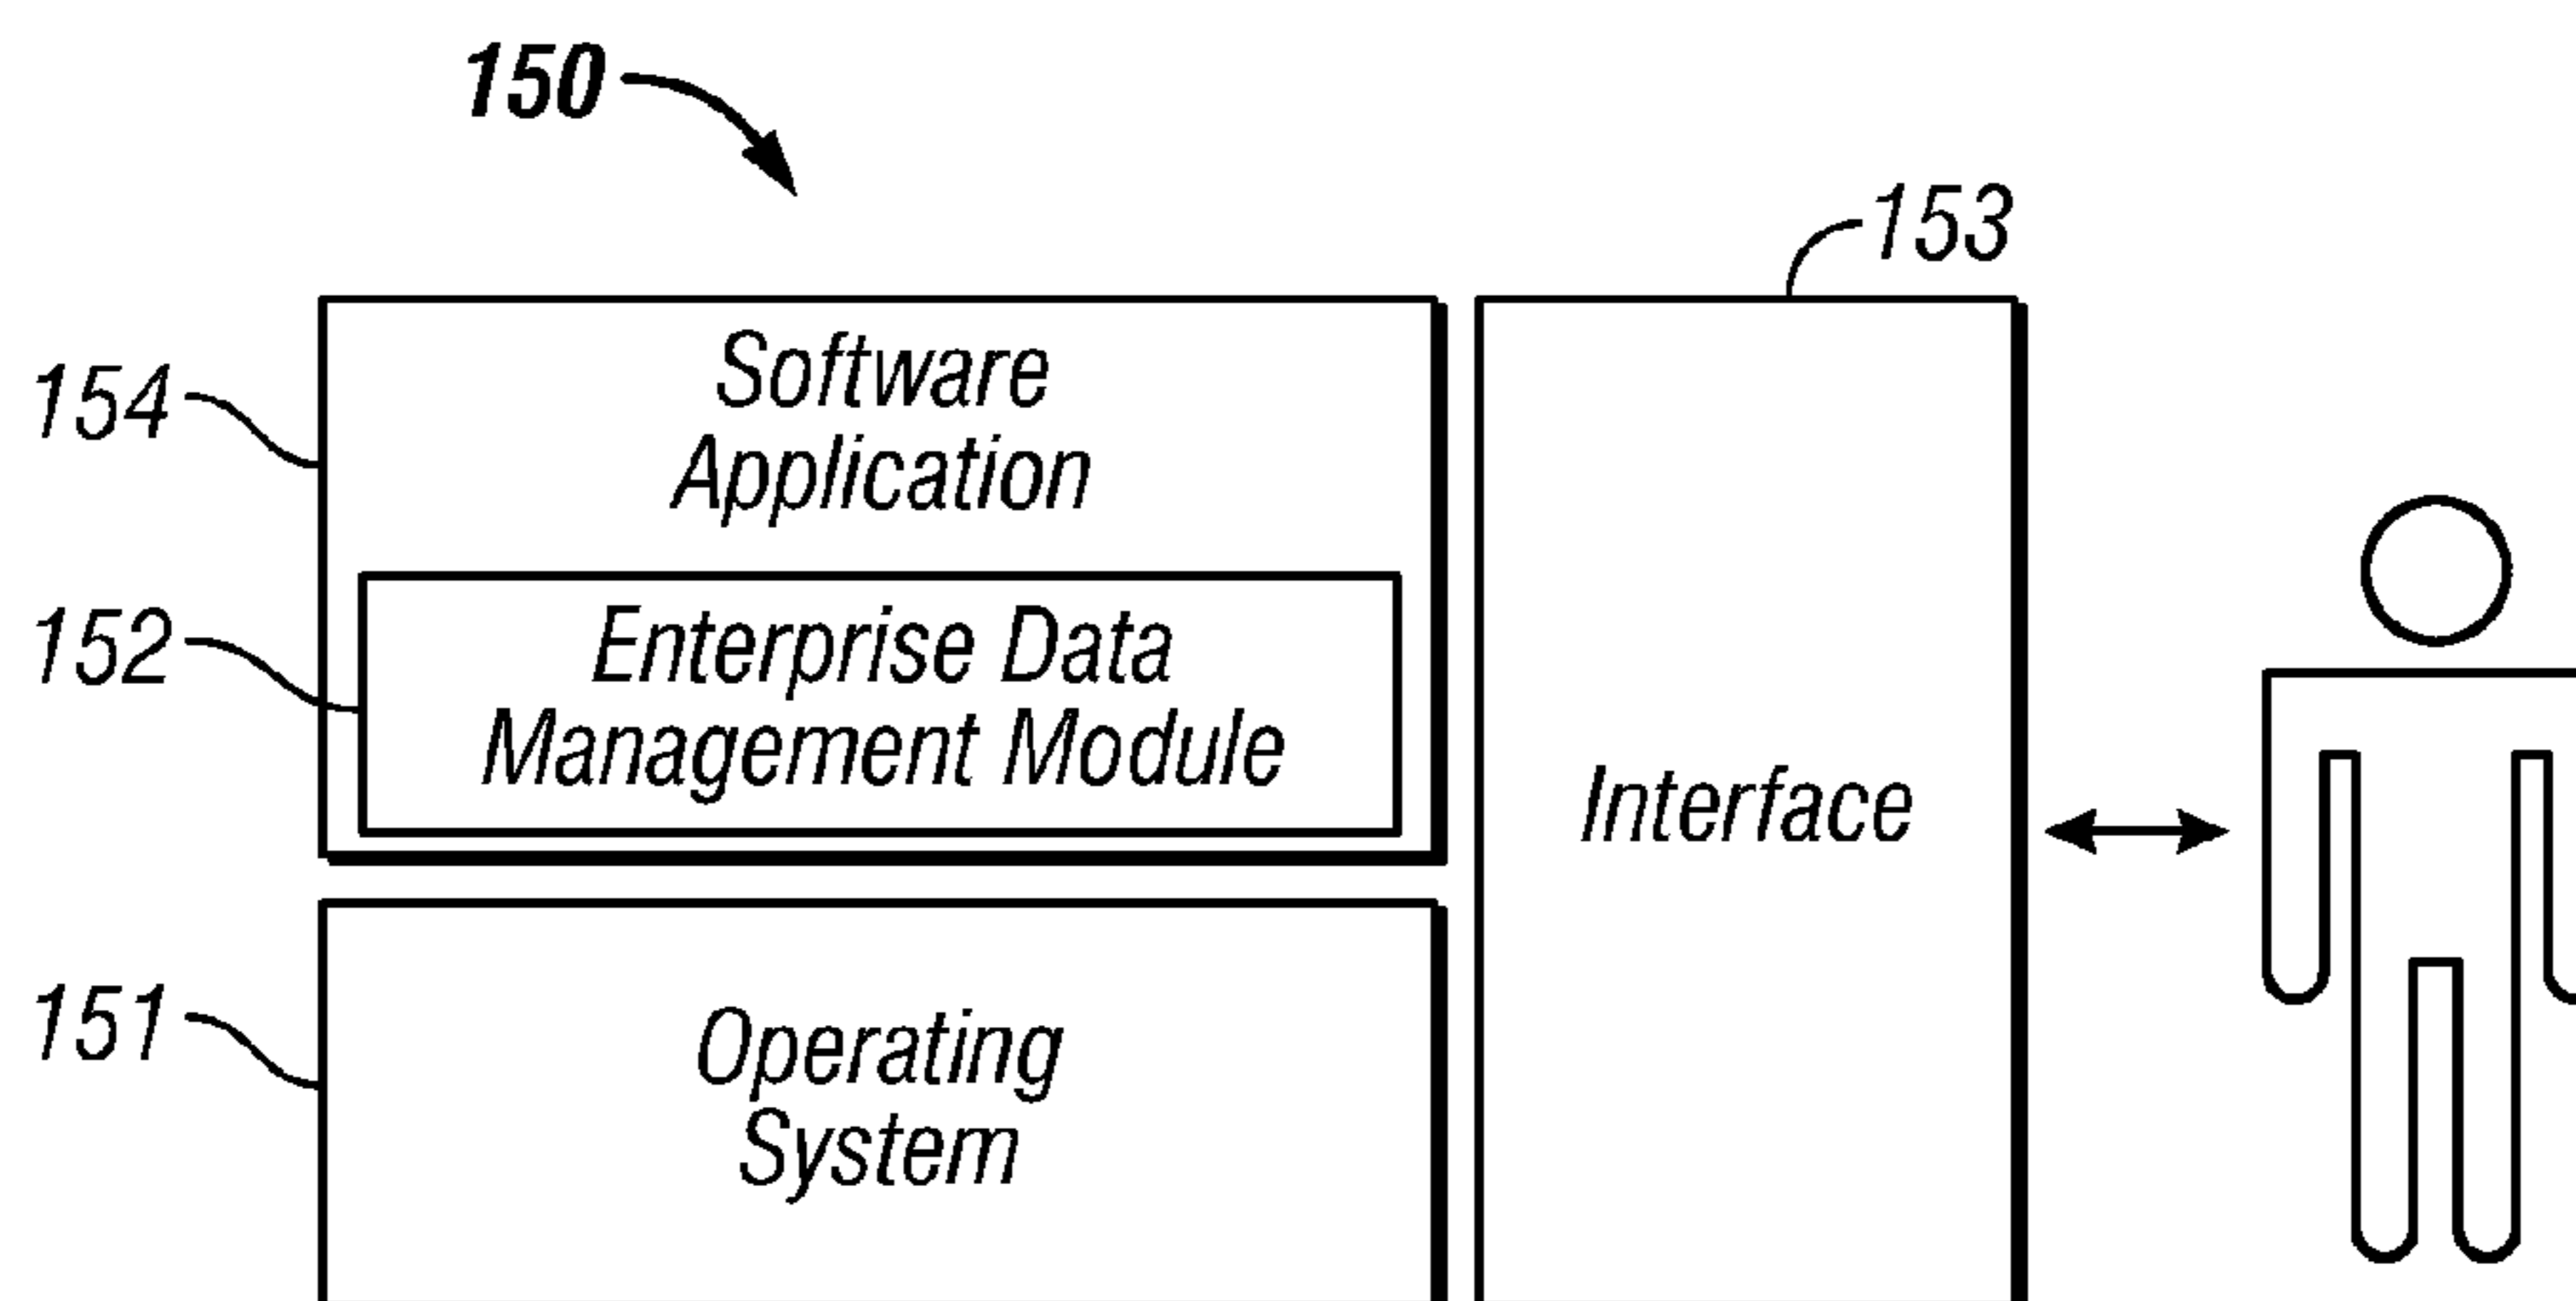 150
153
154
Software
Application
152
Enterprise Data
Management Module
Interface
151
Operating
System